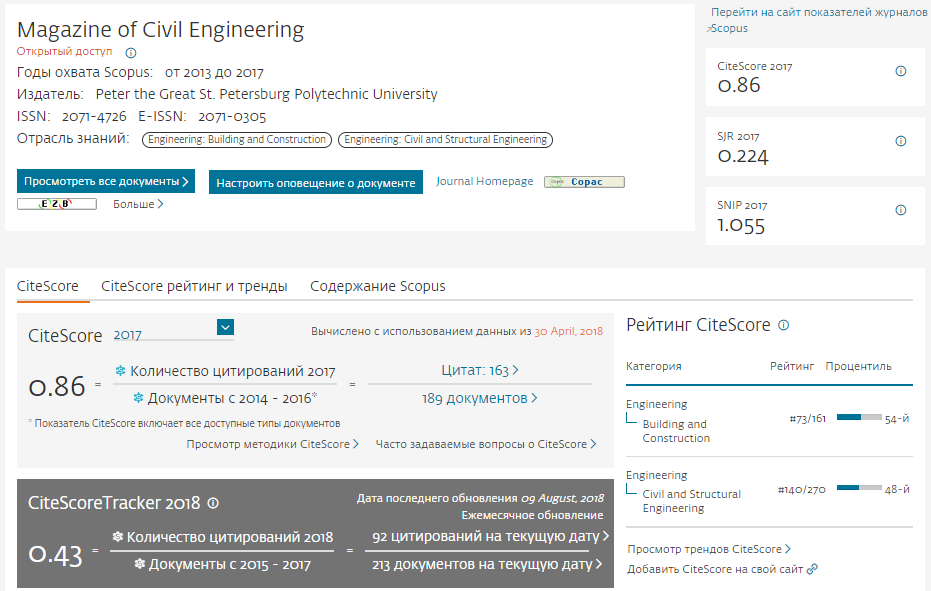 Magazine of Civil Engineering
Открытый доступ
Годы охвата Scopus: от 2013 до 2017
Издатель: Peter the Great St. Petersburg Polytechnic University
ISSN: 2071-4726 E-ISSN: 2071-0305
Отрасль знаний: Engineering: Building and Construction Engineering: Civil and Structural Engineering
Просмотреть все документы > Настроить оповещение о документе Journal Homepage Copac
EZB Больше >
Перейти на сайт показателей журналов
Scopus
CiteScore 2017
0.86
SJR 2017
0.224
SNIP 2017
1.055
CiteScore CiteScore рейтинг и тренды Содержание Scopus
CiteScore 2017 Вычислено с использованием данных из 30 April, 2018
0.86 = Количество цитирований 2017 = Цитат: 163 >
Документы с 2014 - 2016* 189 документов >
* Показатель CiteScore включает все доступные типы документов
Просмотр методики CiteScore > Часто задаваемые вопросы о CiteScore >
CiteScoreTracker 2018 Дата последнего обновления 09 August, 2018
Ежемесячное обновление
0.43 = Количество цитирований 2018 = 92 цитирований на текущую дату >
Документы с 2015 - 2017 213 документов на текущую дату >
Рейтинг CiteScore
Категория Рейтинг Процентиль
Engineering
Building and #73/161 54-й
Construction
Engineering
Civil and Structural #140/270 48-й
Engineering
Просмотр трендов CiteScore >
Добавить CiteScore на свой сайт